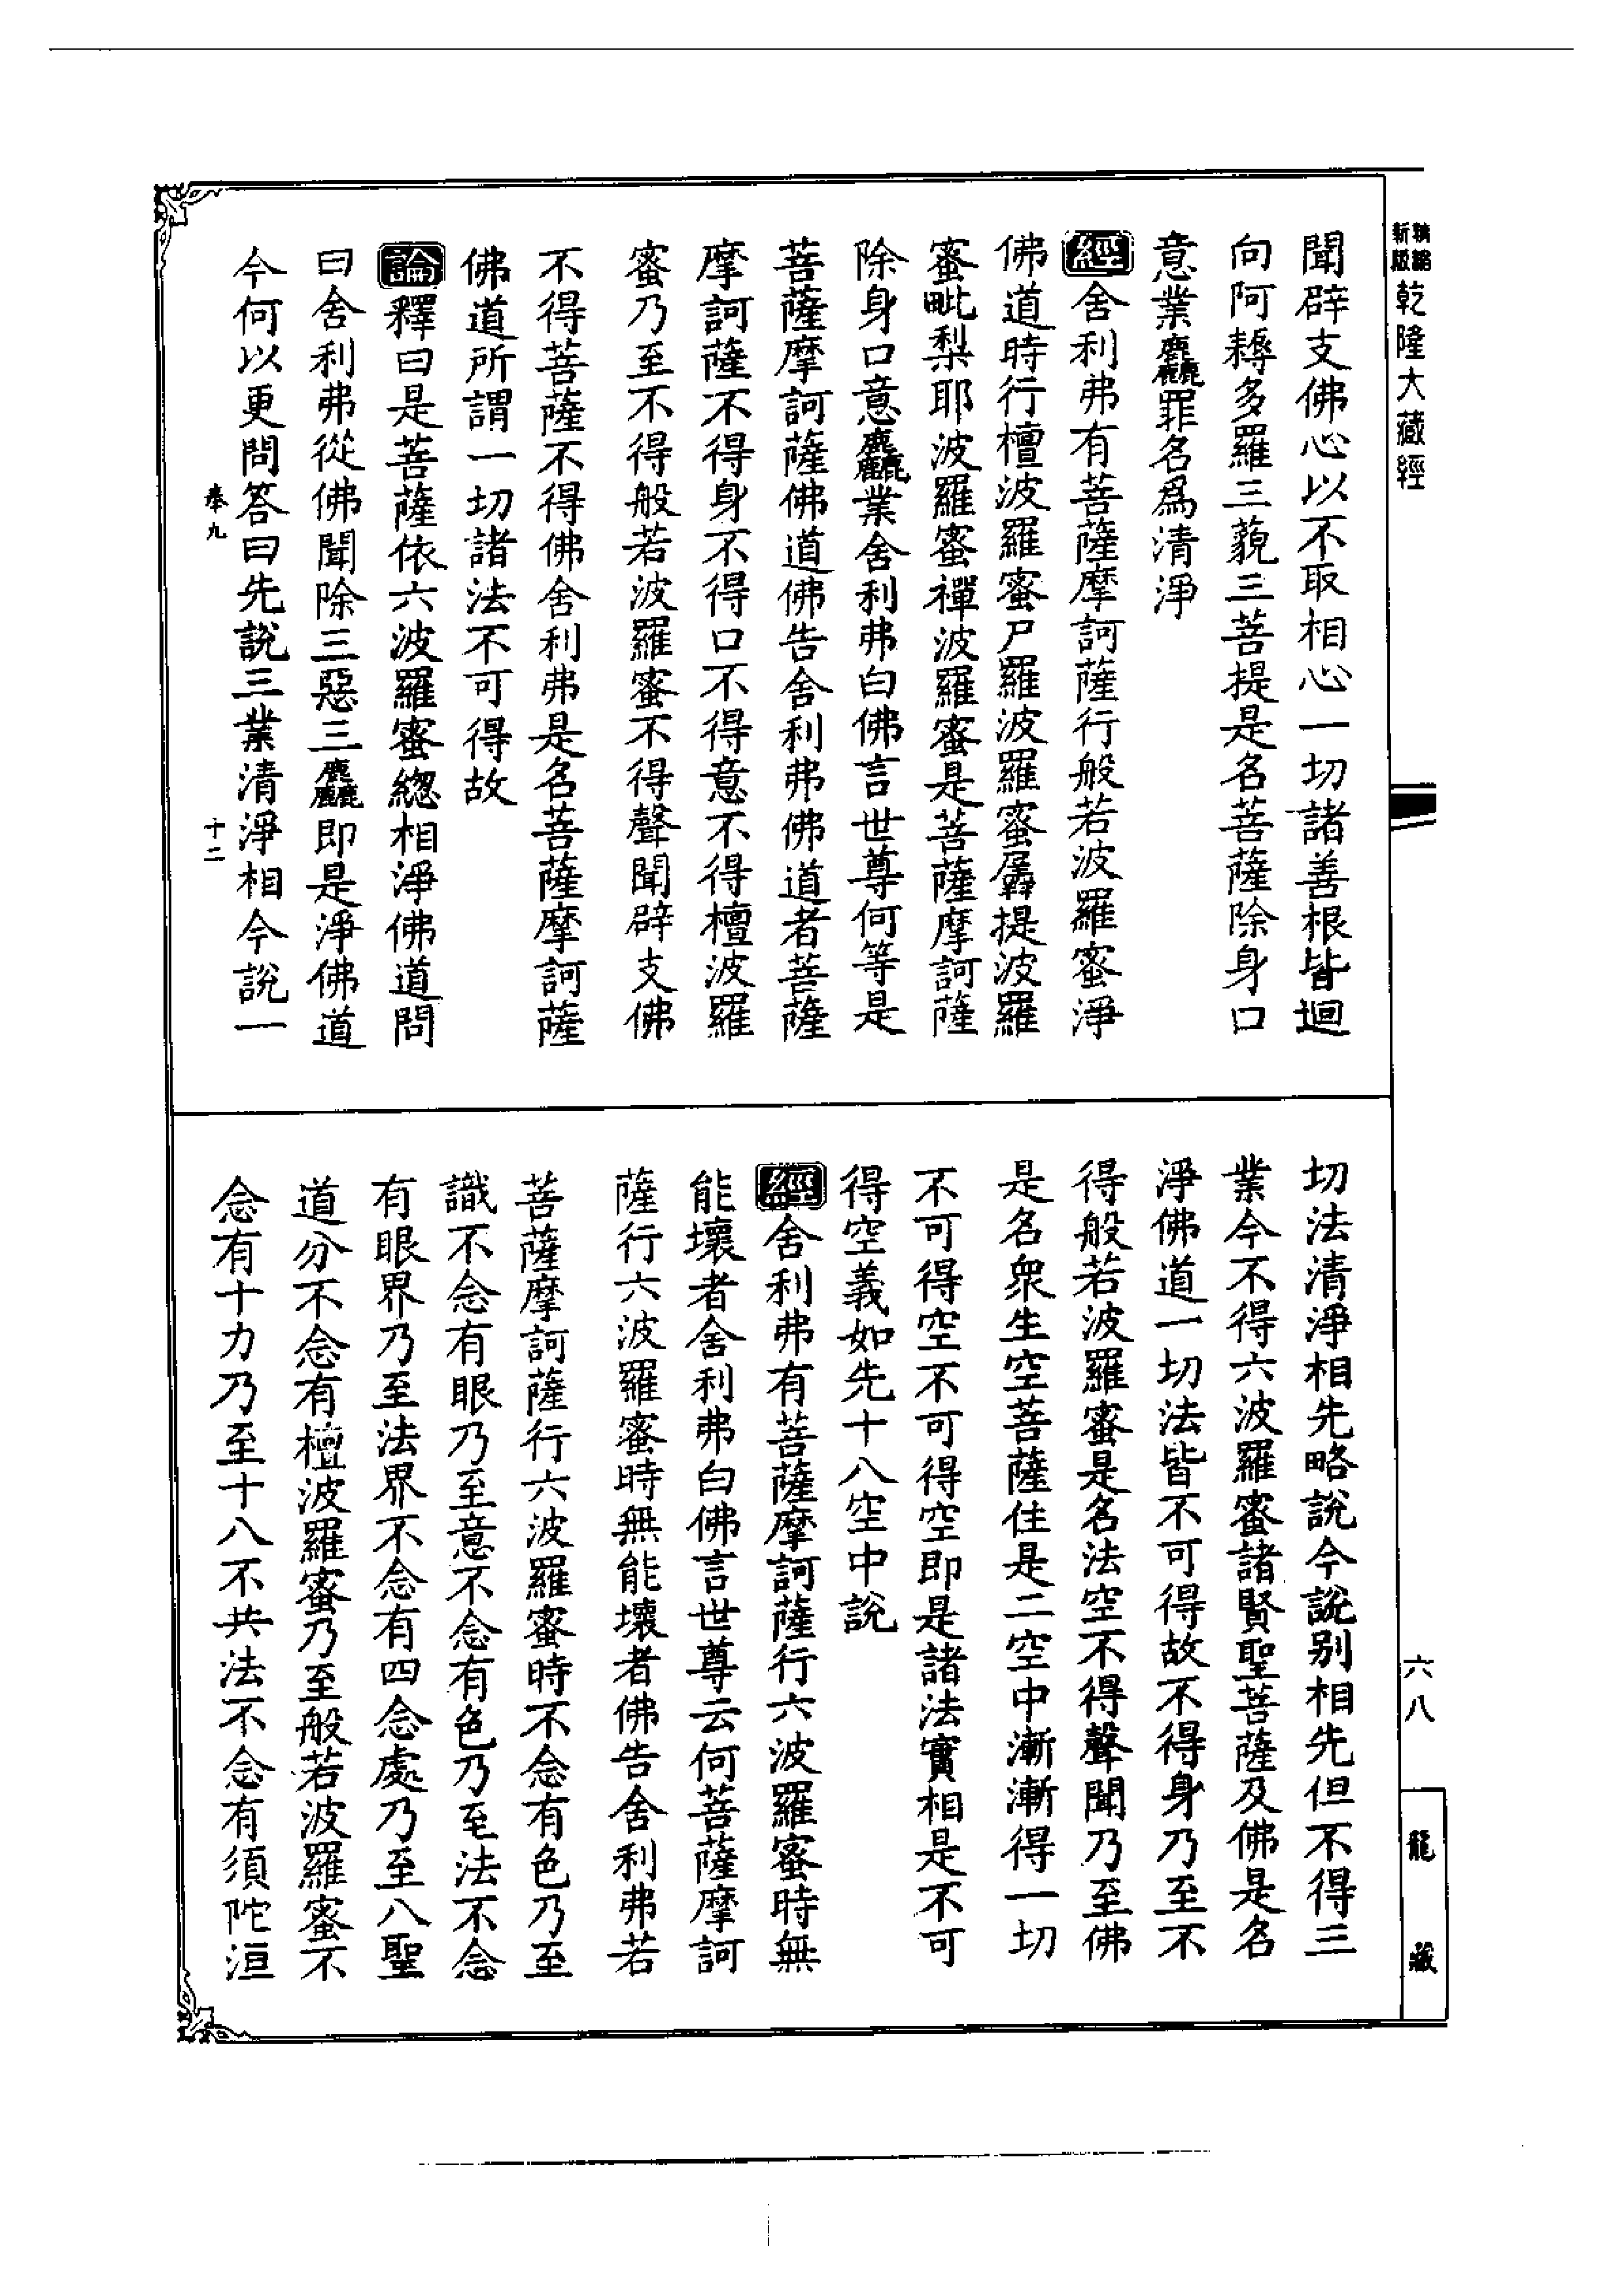 新版
精縮
乾隆大藏經
聞辟支佛心以不取相心一切諸善根皆迴
向阿耨多羅三藐三菩提是名菩薩除身口
意業麤罪名爲清淨
經舍利弗有菩薩摩訶薩行般若波羅蜜淨
佛道時行檀波羅蜜尸羅波羅蜜羼提波羅
蜜毗梨耶波羅蜜禪波羅蜜是菩薩摩訶薩
除身口意麤業舍利弗白佛言世尊何等是
菩薩摩訶薩佛道佛告舍利弗佛道者菩薩
摩訶薩不得身不得口不得意不得檀波羅
蜜乃至不得般若波羅蜜不得聲聞辟支佛
不得菩薩不得佛舍利弗是名菩薩摩訶薩
佛道所謂一切諸法不可得故
論釋曰是菩薩依六波羅蜜緫相淨佛道問
曰舍利弗從佛聞除三惡三麤即是淨佛道
今何以更問答曰先說三業清淨相今說一
卷九
十二
切法清淨相先略說今說别相先但不得三
業今不得六波羅蜜諸賢聖菩薩及佛是名
淨佛道一切法皆不可得故不得身乃至不
得般若波羅蜜是名法空不得聲聞乃至佛
是名衆生空菩薩住是二空中漸漸得一切
不可得空不可得空即是諸法實相是不可
得空義如先十八空中說
經舍利弗有菩薩摩訶薩行六波羅蜜時無
能壞者舍利弗白佛言世尊云何菩薩摩訶
薩行六波羅蜜時無能壞者佛告舍利弗若
菩薩摩訶薩行六波羅蜜時不念有色乃至
識不念有眼乃至意不念有色乃至法不念
有眼界乃至法界不念有四念處乃至八聖
道分不念有檀波羅蜜乃至般若波羅蜜不
念有十力乃至十八不共法不念有須陀洹
六八
龍藏